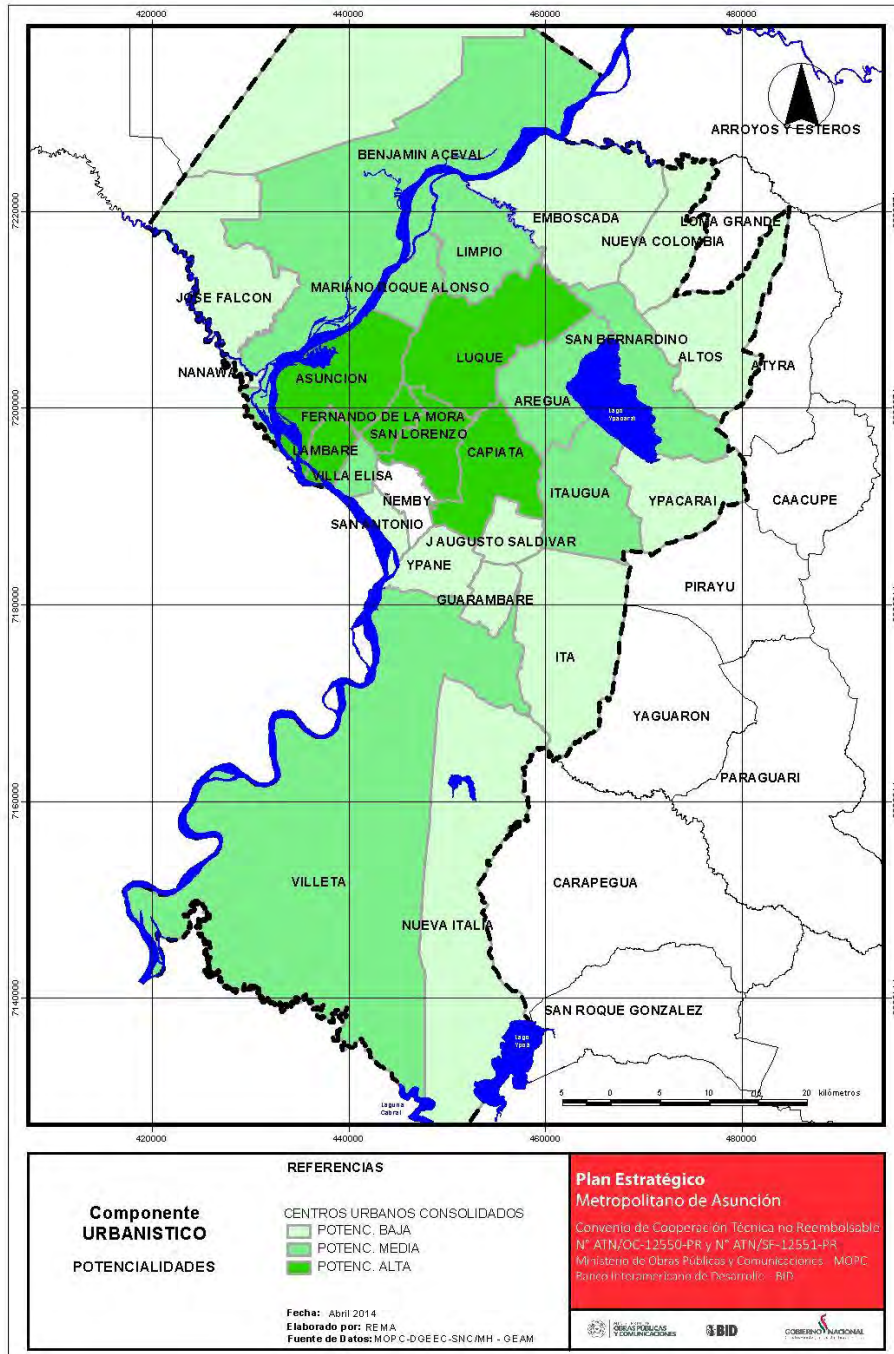 420000 440000 460000 480000
ARROYOS Y ESTEROS
BENJAMIN ACEVAL
7220000
EMBOSCADA
LOMA GRANDE
NUEVA COLOMBIA
LIMPIO
MARIANO ROQUE ALONSO
JOSE FALCON
SAN BERNARDINO
LUQUE
ALTOS
ATYRA
NANAWA
ASUNCION
AREGUA
Lago
Ypacarai
7200000
FERNANDO DE LA MORA
SAN LORENZO
LAMBARE
CAPIATA
VILLA ELISA
ITAUGUA
YPACARAI
CAACUPE
ÑEMBY
SAN ANTONIO
J AUGUSTO SALDIVAR
YPANE
PIRAYU
7180000
GUARAMBARE
ITA
YAGUARON
PARAGUARI
7160000
VILLETA
CARAPEGUA
NUEVA ITALIA
7140000
SAN ROQUE GONZALEZ
Lago
Ypoá
5 0 5 10 15 20 kilómetros
Laguna
Cabral
420000 440000 460000 480000
REFERENCIAS
Componente
URBANISTICO
POTENCIALIDADES
CENTROS URBANOS CONSOLIDADOS
POTENC. BAJA
POTENC. MEDIA
POTENC. ALTA
Fecha: Abril 2014
Elaborado por: REMA
Fuente de Datos: MOPC-DGEEC-SNC/MH - GEAM
Plan Estratégico
Metropolitano de Asunción
Convenio de Cooperación Técnica no Reembolsable
N° ATN/OC-12550-PR y N° ATN/SF-12551-PR
Ministerio de Obras Públicas y Comunicaciones - MOPC
Banco Interamericano de Desarrollo - BID
OBRAS PÚBLICAS
Y COMUNICACIONES
BID
GOBIERNO NACIONAL